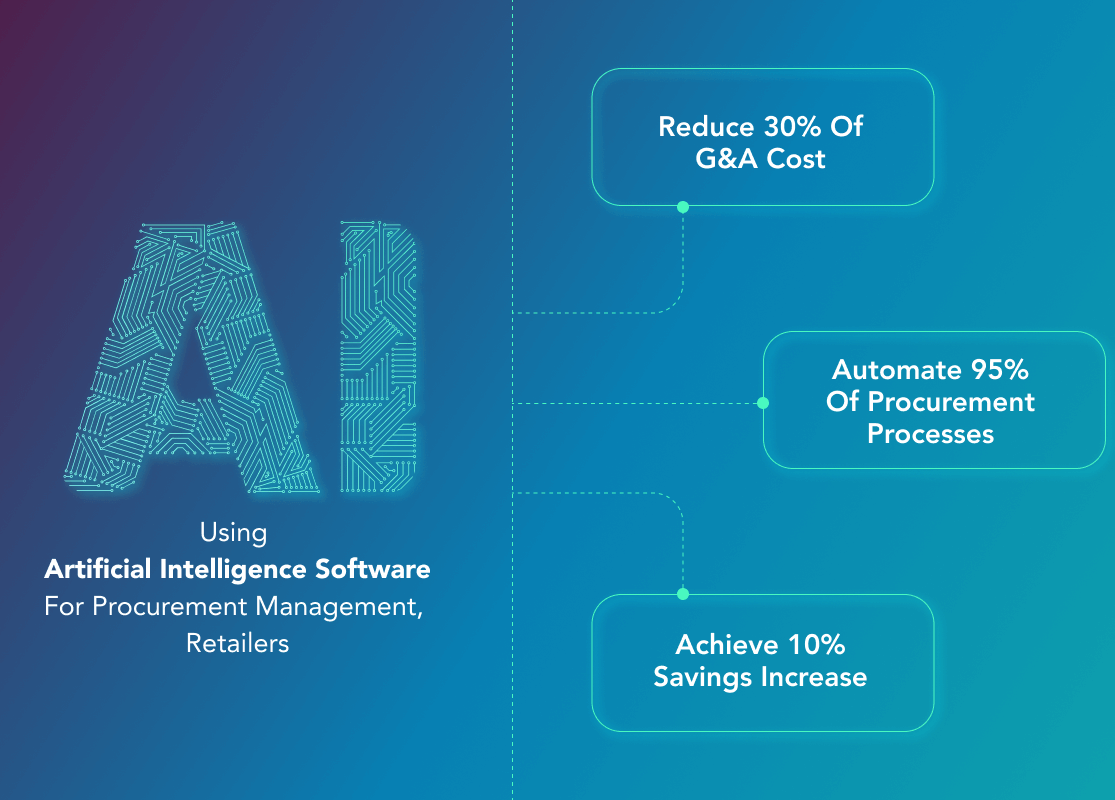 AI
Using
Artificial Intelligence Software
For Procurement Management,
Retailers
Reduce 30% Of
G&A Cost
Automate 95%
Of Procurement
Processes
Achieve 10%
Savings Increase